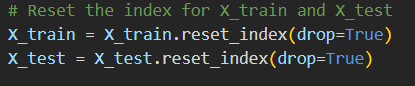 # Reset the index for X_train and X_test
X_train = X_train.reset_index(drop=True)
X_test = X_test.reset_index(drop=True)